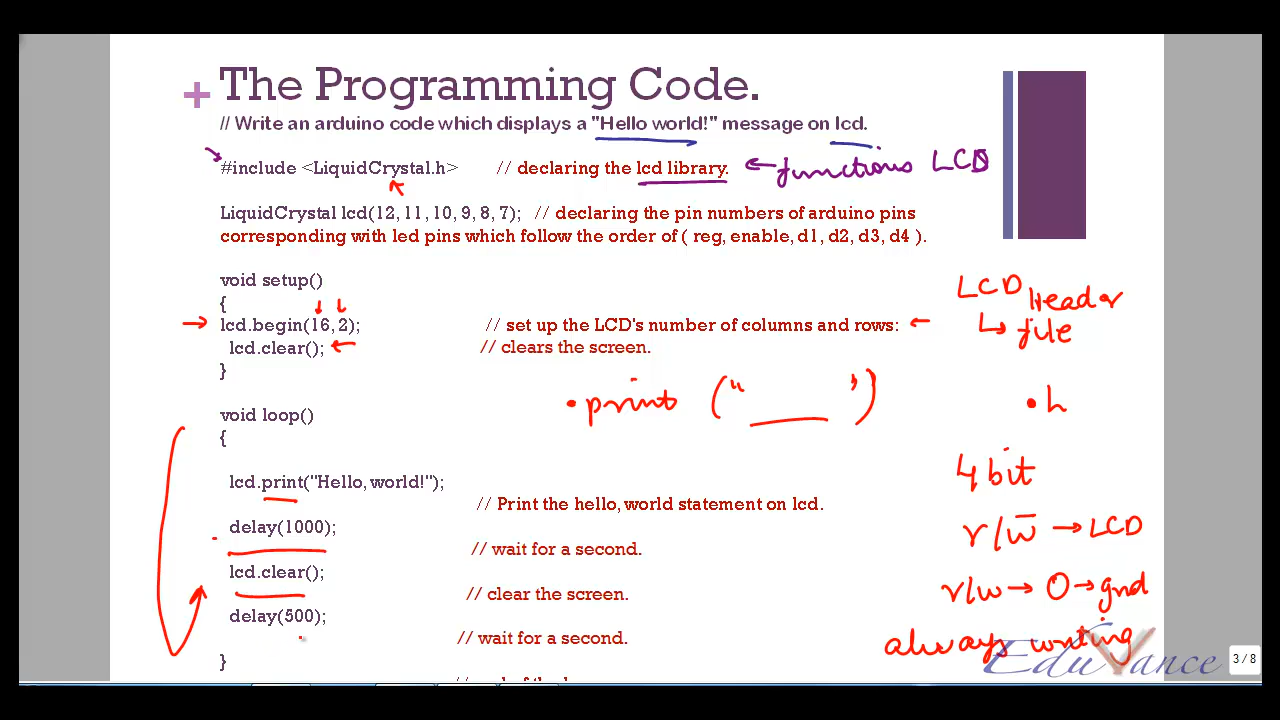 + The Programming Code.
// Write an arduino code which displays a "Hello world!" message on lcd.
#include <LiquidCrystal.h> // declaring the lcd library. ← functions LCD
LiquidCrystal lcd(12, 11, 10, 9, 8, 7); // declaring the pin numbers of arduino pins
corresponding with led pins which follow the order of ( reg, enable, d1, d2, d3, d4 ).
void setup()
{
LCD Header
→ lcd.begin(16, 2); // set up the LCD's number of columns and rows: ←
↳ file
lcd.clear(); ← // clears the screen.
}
.print (" ___ ")
.h
void loop()
{
4 bit
lcd.print("Hello, world!");
// Print the hello, world statement on lcd.
r/w̄ → LCD
delay(1000);
// wait for a second.
lcd.clear();
// clear the screen.
r/w → 0 → gnd
delay(500);
// wait for a second.
always writing
EduVance
}
3 / 8